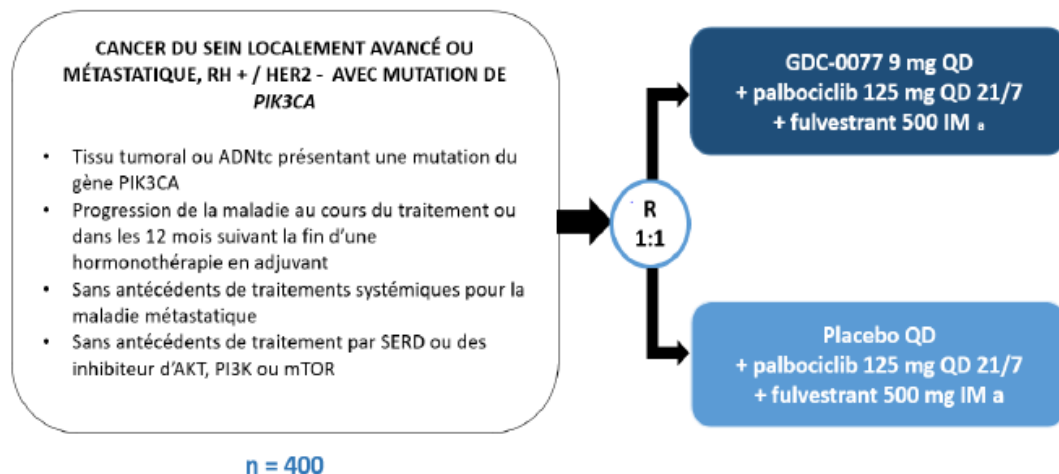 CANCER DU SEIN LOCALEMENT AVANCÉ OU
MÉTASTATIQUE, RH + / HER2 - AVEC MUTATION DE
PIK3CA
• Tissu tumoral ou ADNtc présentant une mutation du
gène PIK3CA
• Progression de la maladie au cours du traitement ou
dans les 12 mois suivant la fin d'une
hormonothérapie en adjuvant
• Sans antécédents de traitements systémiques pour la
maladie métastatique
• Sans antécédents de traitement par SERD ou des
inhibiteur d'AKT, PI3K ou mTOR
n = 400
R
1:1
GDC-0077 9 mg QD
+ palbociclib 125 mg QD 21/7
+ fulvestrant 500 IM a
Placebo QD
+ palbociclib 125 mg QD 21/7
+ fulvestrant 500 mg IM a